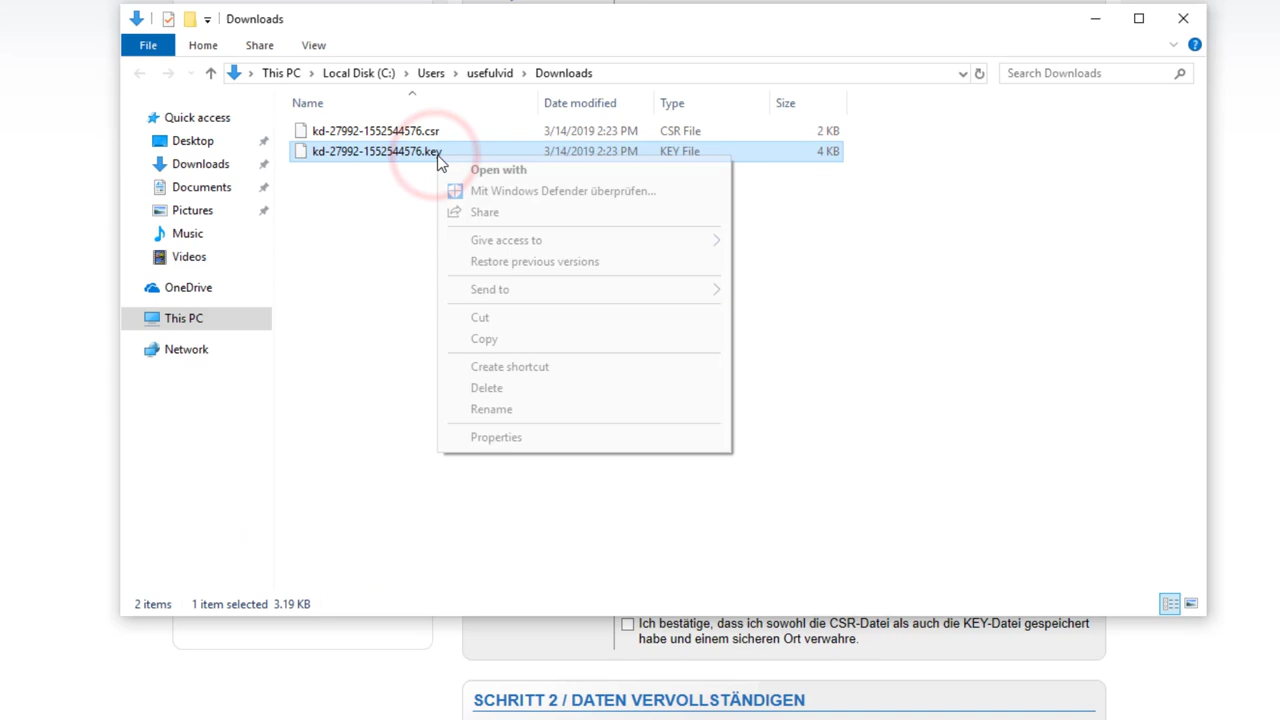 Downloads
File Home Share View
This PC Local Disk (C:) Users usefulvid Downloads
Search Downloads
Name Date modified Type Size
kd-27992-1552544576.csr 3/14/2019 2:23 PM CSR File 2 KB
kd-27992-1552544576.key 3/14/2019 2:23 PM KEY File 4 KB
Quick access
Desktop
Downloads
Documents
Pictures
Music
Videos
OneDrive
This PC
Network
Open with
Mit Windows Defender überprüfen...
Share
Give access to
Restore previous versions
Send to
Cut
Copy
Create shortcut
Delete
Rename
Properties
2 items 1 item selected 3.19 KB
Ich bestätige, dass ich sowohl die CSR-Datei als auch die KEY-Datei gespeichert
habe und einem sicheren Ort verwahre.
SCHRITT 2 / DATEN VERVOLLSTÄNDIGEN